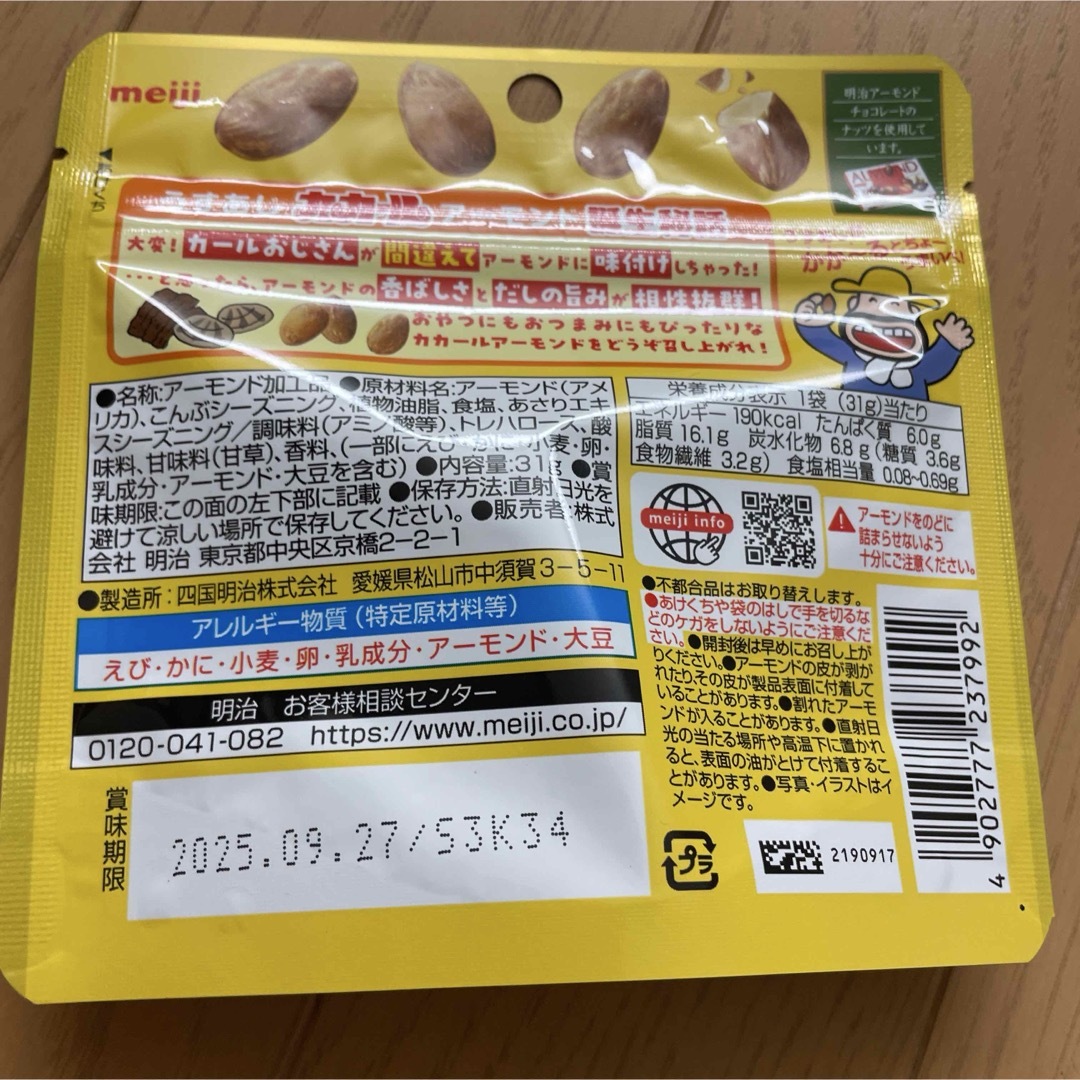 meiji
明治アーモンド
チョコレートの
ナッツを使用して
います。
カカール アーモンド 誕生
大変！カールおじさんが間違えてアーモンドに味付けしちゃった！
…と思ったら、アーモンドの香ばしさとだしの旨みが相性抜群！
おやつにもおつまみにもぴったりな
カカールアーモンドをどうぞ召し上がれ！
●名称:アーモンド加工品 ●原材料名:アーモンド(アメ
リカ)、こんぶシーズニング、植物油脂、食塩、あさりエキ
スシーズニング/調味料(アミノ酸等)、トレハロース、酸
味料、甘味料(甘草)、香料、(一部にえび・かに・小麦・卵・
乳成分・アーモンド・大豆を含む) ●内容量:31g ●賞
味期限:この面の左下部に記載 ●保存方法:直射日光を
避けて涼しい場所で保存してください。 ●販売者:株式
会社 明治 東京都中央区京橋2-2-1
●製造所：四国明治株式会社 愛媛県松山市中須賀3-5-11
アレルギー物質（特定原材料等）
えび・かに・小麦・卵・乳成分・アーモンド・大豆
明治 お客様相談センター
0120-041-082 https://www.meiji.co.jp/
賞味期限
2025.09.27/S3K34
栄養成分表示 1袋 (31g)当たり
エネルギー 190kcal たんぱく質 6.0g
脂質 16.1g 炭水化物 6.8g (糖質 3.6g
食物繊維 3.2g) 食塩相当量 0.08~0.69g
meiji info
アーモンドをのどに
詰まらせないよう
十分にご注意ください。
●不都合品はお取り替えします。
●あけくちや袋のはしで手を切るな
どのケガをしないようにご注意くだ
さい。●開封後は早めにお召し上が
りください。●アーモンドの皮が剥が
れたりその皮が製品表面に付着して
いることがあります。●割れたアーモ
ンドが入ることがあります。●直射日
光の当たる場所や高温下に置かれ
ると、表面の油がとけて付着するこ
とがあります。●写真・イラストはイ
メージです。
プラ
2190917
4 902777 237992